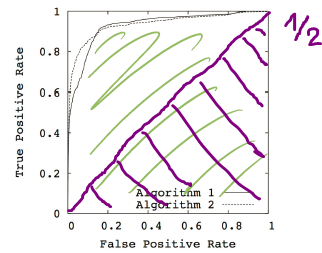 1
1/2
0.8
0.6
0.4
0.2
0
True Positive Rate
Algorithm 1
Algorithm 2
0 0.2 0.4 0.6 0.8 1
False Positive Rate